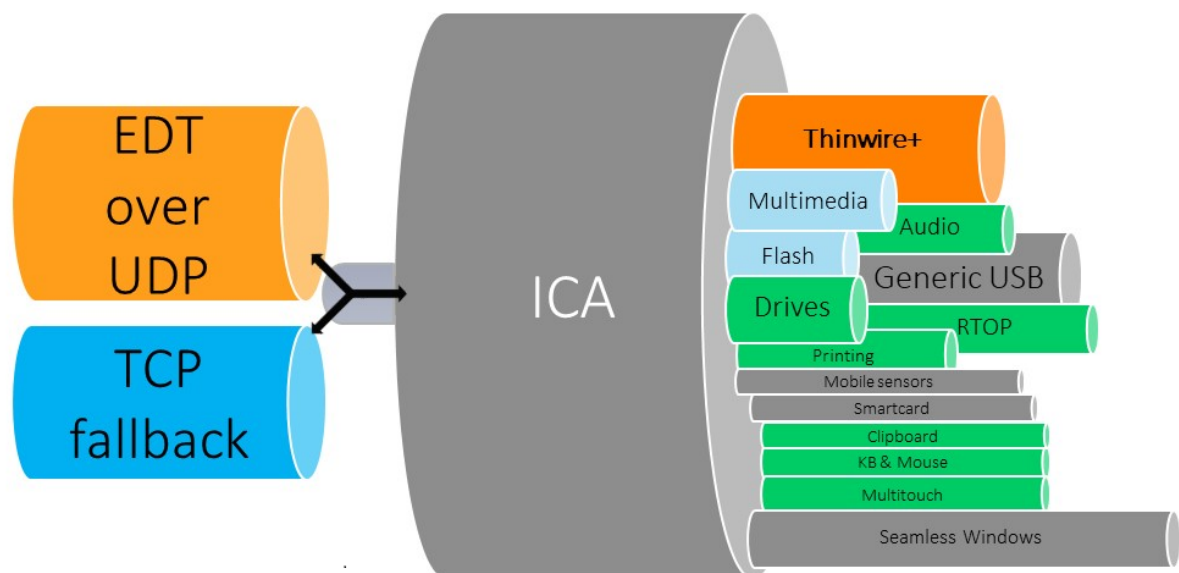 EDT
over
UDP
TCP
fallback
ICA
Thinwire+
Multimedia
Audio
Flash
Generic USB
Drives
RTOP
Printing
Mobile sensors
Smartcard
Clipboard
KB & Mouse
Multitouch
Seamless Windows